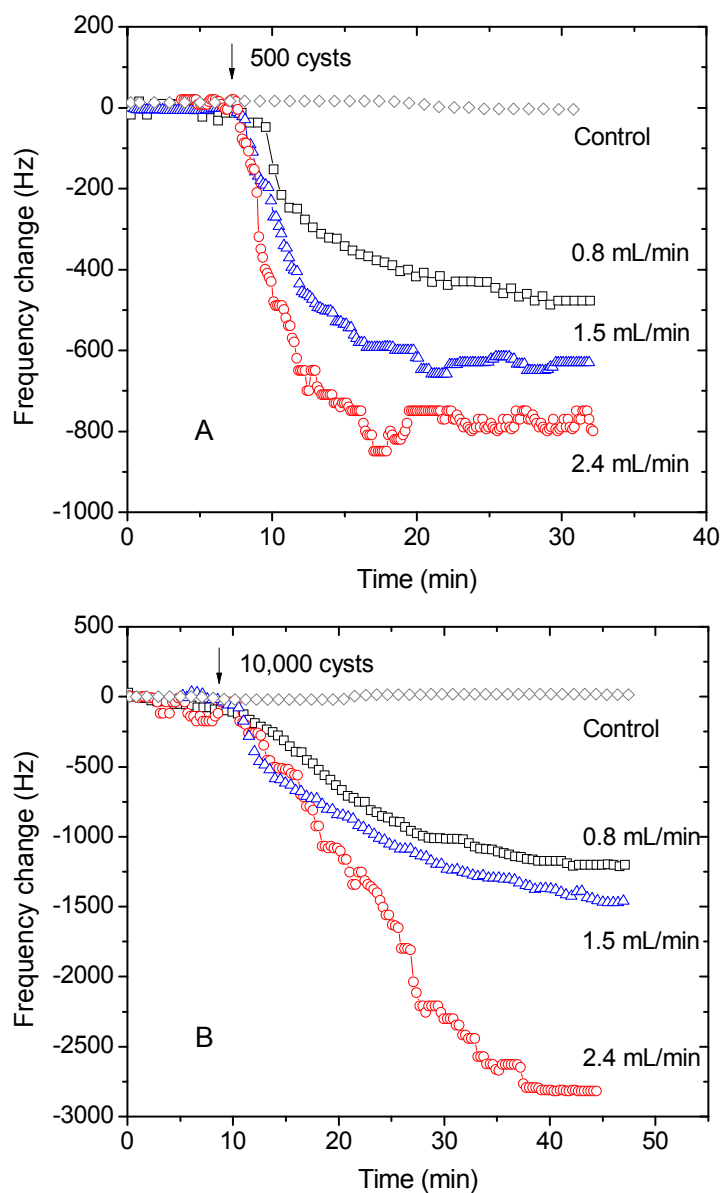 200
500 cysts
0
Control
-200
0.8 mL/min
-400
1.5 mL/min
-600
-800
A
2.4 mL/min
-1000
0 10 20 30 40
Time (min)
Frequency change (Hz)
500
10,000 cysts
0
Control
-500
0.8 mL/min
-1000
-1500
1.5 mL/min
-2000
B
-2500
2.4 mL/min
-3000
0 10 20 30 40 50
Time (min)
Frequency change (Hz)